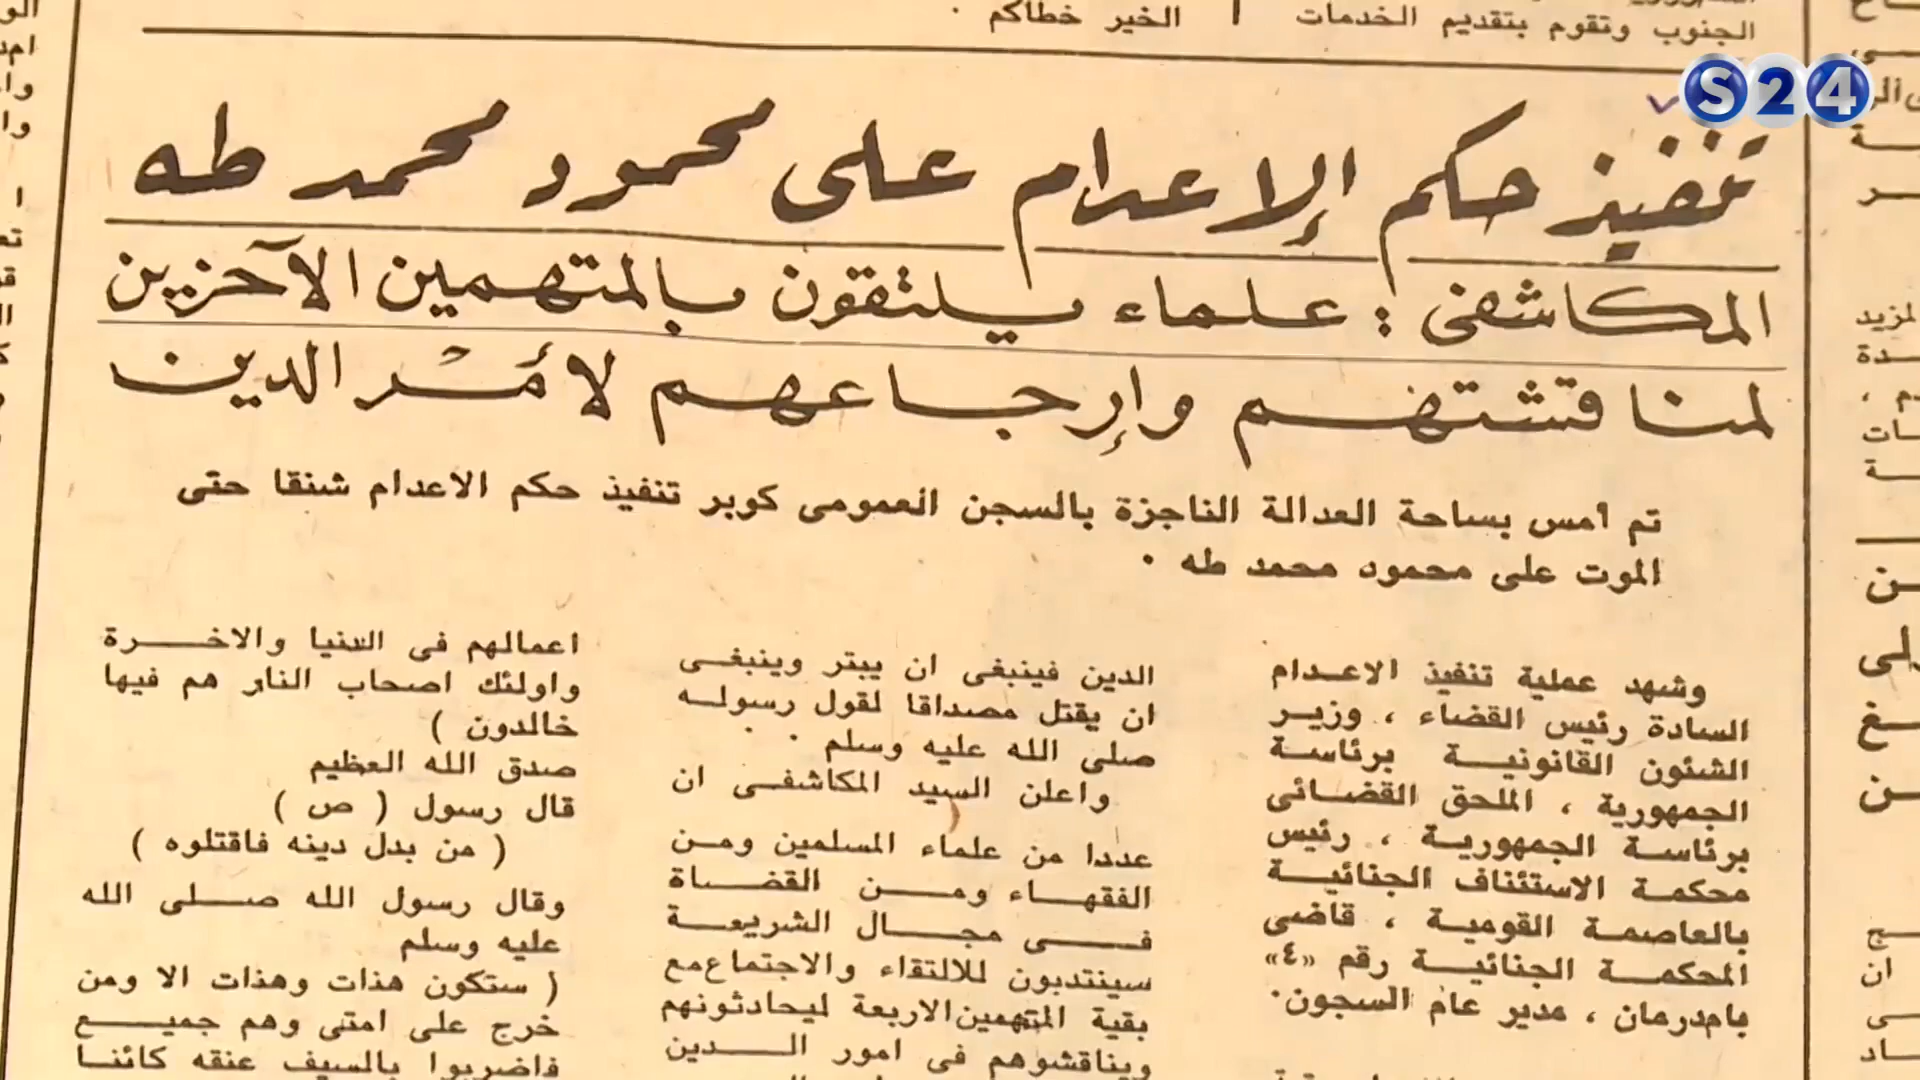 الجنوب وتقوم بتقديم الخدمات
الخير خطاكم ٠
S24
تنفيذ حكم الإعدام على محمود محمد طه
المكاشفى : علماء يلتقون بالمتهمين الآخرين
لمناقشتهم وإرجاعهم لأمر الدين
تم أمس بساحة العدالة الناجزة بالسجن العمومى كوبر تنفيذ حكم الاعدام شنقا حتى
الموت على محمود محمد طه ٠
وشهد عملية تنفيذ الاعدام
السادة رئيس القضاء ، وزير
الشئون القانونية برئاسة
الجمهورية ، الملحق القضائى
برئاسة الجمهورية ، رئيس
محكمة الاستئناف الجنائية
بالعاصمة القومية ، قاضى
المحكمة الجنائية رقم «٤»
بامدرمان ، مدير عام السجون٠
الدين فينبغى ان يبتر وينبغى
ان يقتل مصداقا لقول رسوله
صلى الله عليه وسلم ٠
واعلن السيد المكاشفى ان
عددا من علماء المسلمين ومن
الفقهاء ومن القضاة
فى مجال الشريعة
سينتدبون للالتقاء والاجتماع مع
بقية المتهمين الاربعة ليحادثونهم
ويناقشوهم فى امور الدين
اعمالهم فى الدنيا والاخرة
واولئك اصحاب النار هم فيها
خالدون )
صدق الله العظيم
قال رسول ( ص )
( من بدل دينه فاقتلوه )
وقال رسول الله صلى الله
عليه وسلم
( ستكون هنات وهنات الا ومن
خرج على امتى وهم جميع
فاضربوا بالسيف عنقه كائنا